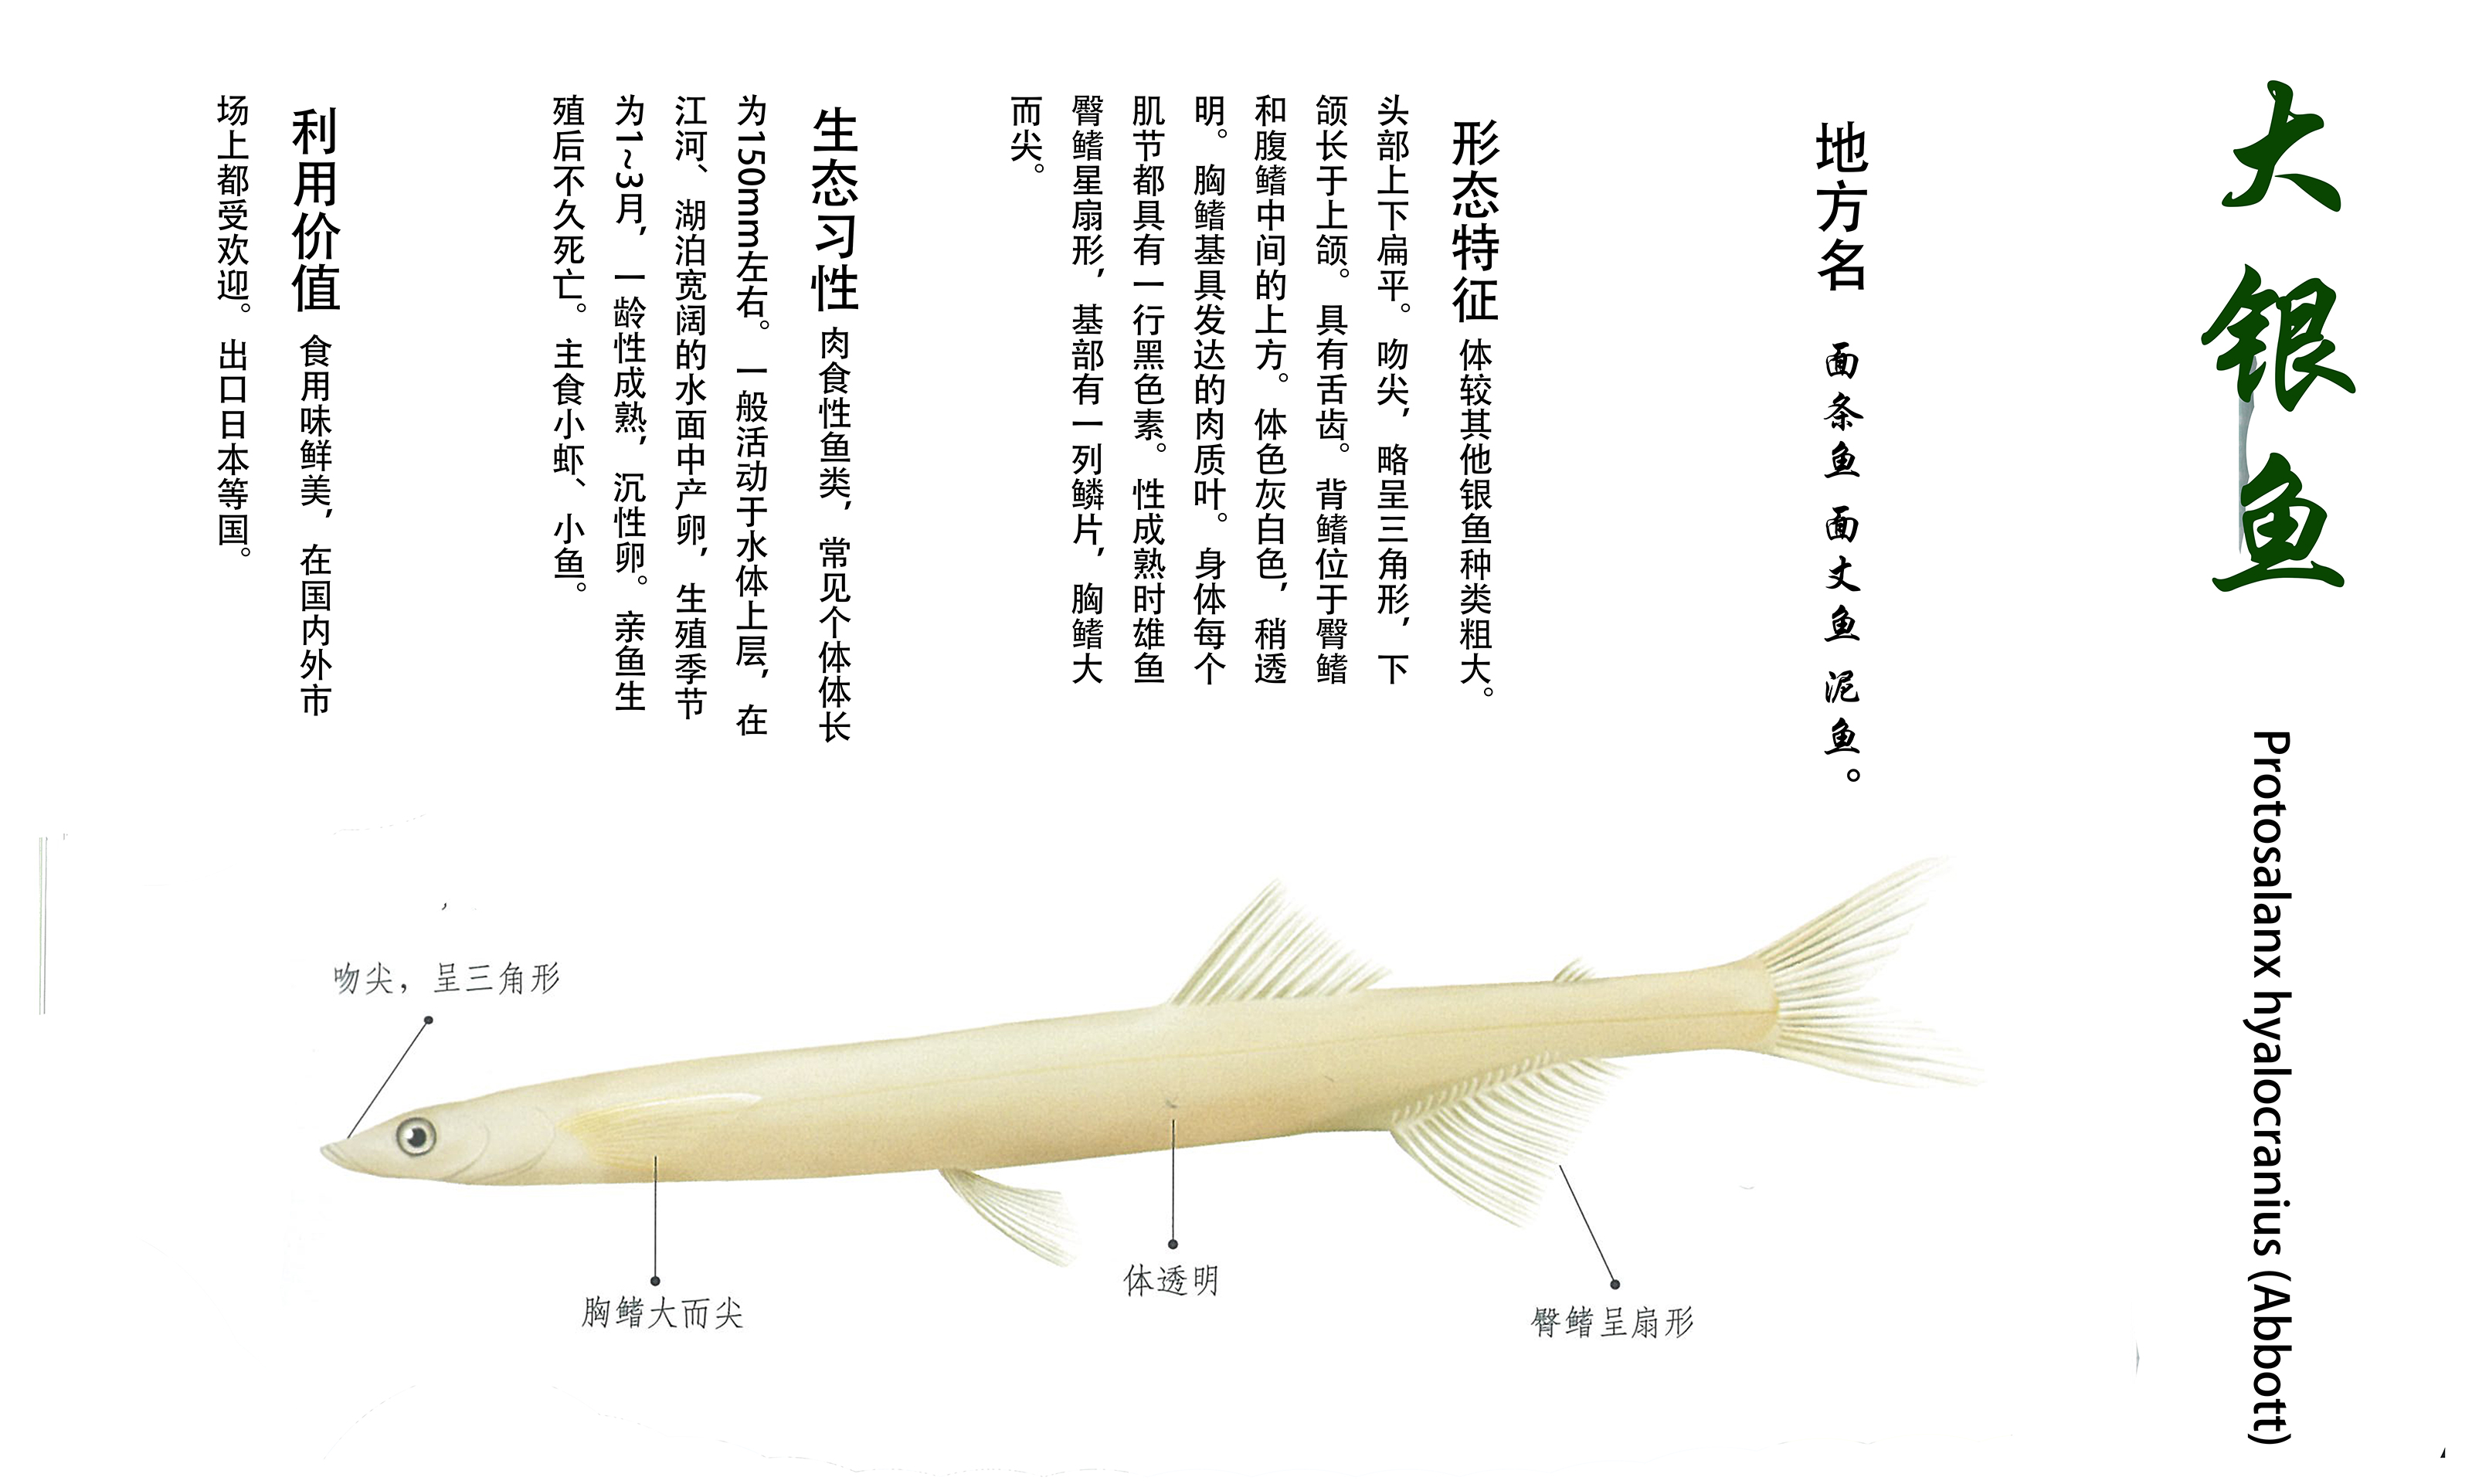 大银鱼
Protosalanx hyalocranius (Abbott)
地方名 面条鱼 面丈鱼 泥鱼。
形态特征 体较其他银鱼种类粗大。
头部上下扁平。吻尖，略呈三角形，下
颌长于上颌。具有舌齿。背鳍位于臀鳍
和腹鳍中间的上方。体色灰白色，稍透
明。胸鳍基具发达的肉质叶。身体每个
肌节都具有一行黑色素。性成熟时雄鱼
臀鳍星扇形，基部有一列鳞片，胸鳍大
而尖。
生态习性 肉食性鱼类，常见个体体长
为150mm左右。一般活动于水体上层，在
江河、湖泊宽阔的水面中产卵，生殖季节
为1~3月，一龄性成熟，沉性卵。亲鱼生
殖后不久死亡。主食小虾、小鱼。
利用价值 食用味鲜美，在国内外市
场上都受欢迎。出口日本等国。
吻尖，呈三角形
胸鳍大而尖
体透明
臀鳍呈扇形